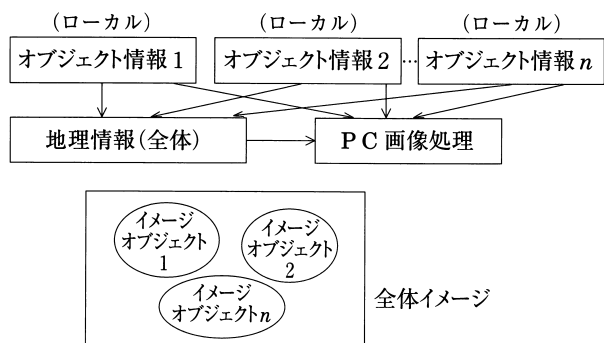 (ローカル) (ローカル) (ローカル)
オブジェクト情報1 オブジェクト情報2 … オブジェクト情報n
地理情報(全体) PC画像処理
イメージ
オブジェクト
1
イメージ
オブジェクト
2
イメージ
オブジェクトn
全体イメージ